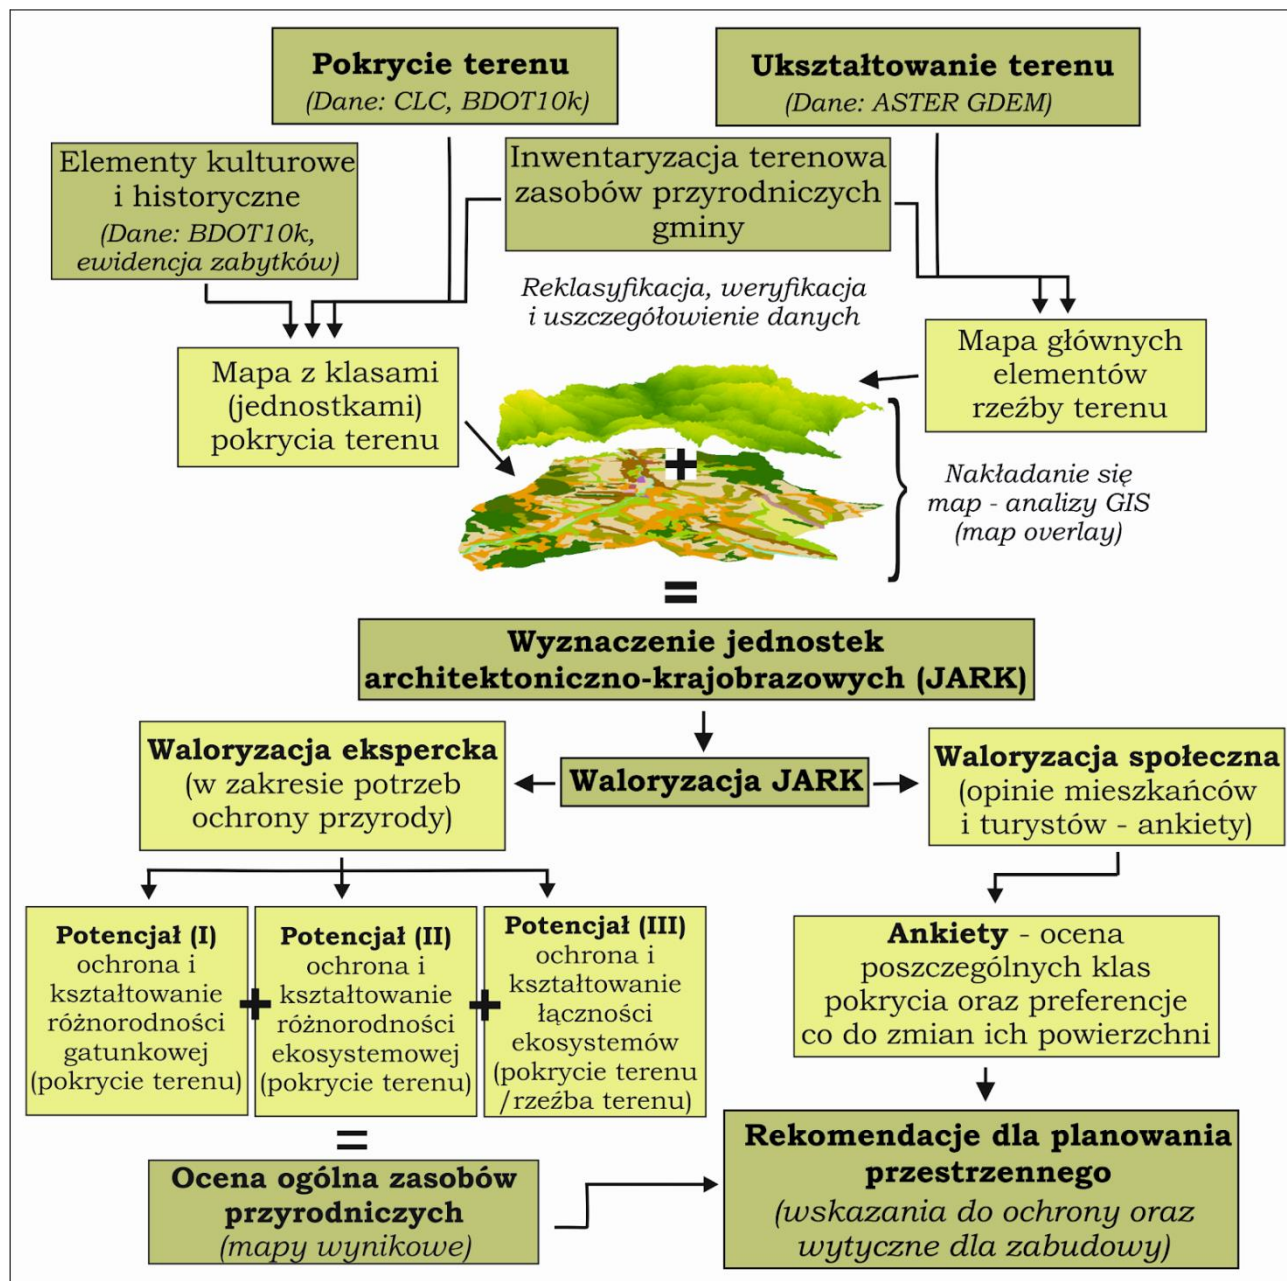 Pokrycie terenu
(Dane: CLC, BDOT10k)
Ukształtowanie terenu
(Dane: ASTER GDEM)
Elementy kulturowe
i historyczne
(Dane: BDOT10k,
ewidencja zabytków)
Inwentaryzacja terenowa
zasobów przyrodniczych
gminy
Reklasyfikacja, weryfikacja
i uszczegółowienie danych
Mapa z klasami
(jednostkami)
pokrycia terenu
Mapa głównych
elementów
rzeźby terenu
+
Nakładanie się
map - analizy GIS
(map overlay)
=
Wyznaczenie jednostek
architektoniczno-krajobrazowych (JARK)
Waloryzacja ekspercka
(w zakresie potrzeb
ochrony przyrody)
Waloryzacja JARK
Waloryzacja społeczna
(opinie mieszkańców
i turystów - ankiety)
Potencjał (I)
ochrona i
kształtowanie
różnorodności
gatunkowej
(pokrycie terenu)
+
Potencjał (II)
ochrona i
kształtowanie
różnorodności
ekosystemowej
(pokrycie terenu)
+
Potencjał (III)
ochrona i
kształtowanie
łączności
ekosystemów
(pokrycie terenu
/rzeźba terenu)
Ankiety - ocena
poszczególnych klas
pokrycia oraz preferencje
co do zmian ich powierzchni
=
Ocena ogólna zasobów
przyrodniczych
(mapy wynikowe)
Rekomendacje dla planowania
przestrzennego
(wskazania do ochrony oraz
wytyczne dla zabudowy)